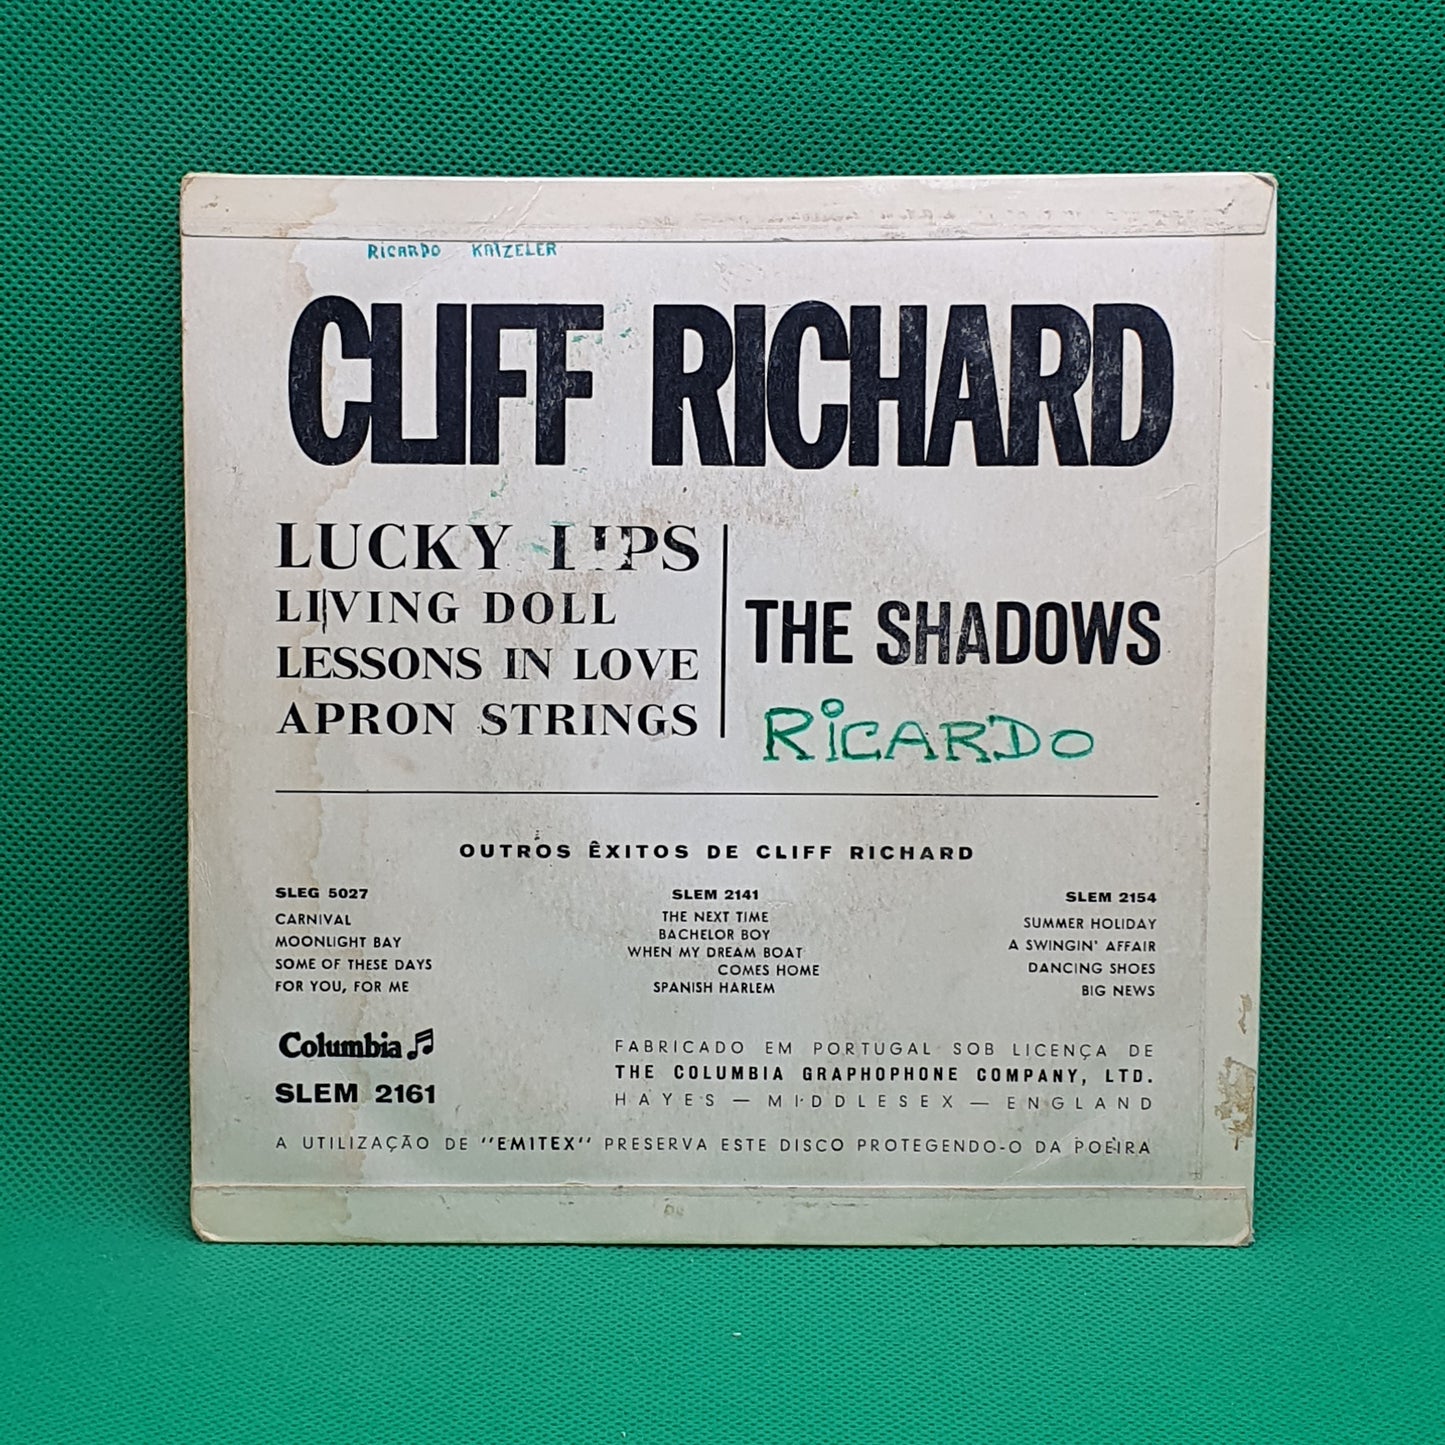 RICARDO KAIZELER
CLIFF RICHARD
LUCKY LIPS
LIVING DOLL
LESSONS IN LOVE
APRON STRINGS
THE SHADOWS
RICARDO
OUTROS ÊXITOS DE CLIFF RICHARD
SLEG 5027
CARNIVAL
MOONLIGHT BAY
SOME OF THESE DAYS
FOR YOU, FOR ME
SLEM 2141
THE NEXT TIME
BACHELOR BOY
WHEN MY DREAM BOAT
COMES HOME
SPANISH HARLEM
SLEM 2154
SUMMER HOLIDAY
A SWINGIN' AFFAIR
DANCING SHOES
BIG NEWS
Columbia
SLEM 2161
FABRICADO EM PORTUGAL SOB LICENÇA DE
THE COLUMBIA GRAPHOPHONE COMPANY, LTD.
HAYES — MIDDLESEX — ENGLAND
A UTILIZAÇÃO DE "EMITEX" PRESERVA ESTE DISCO PROTEGENDO-O DA POEIRA